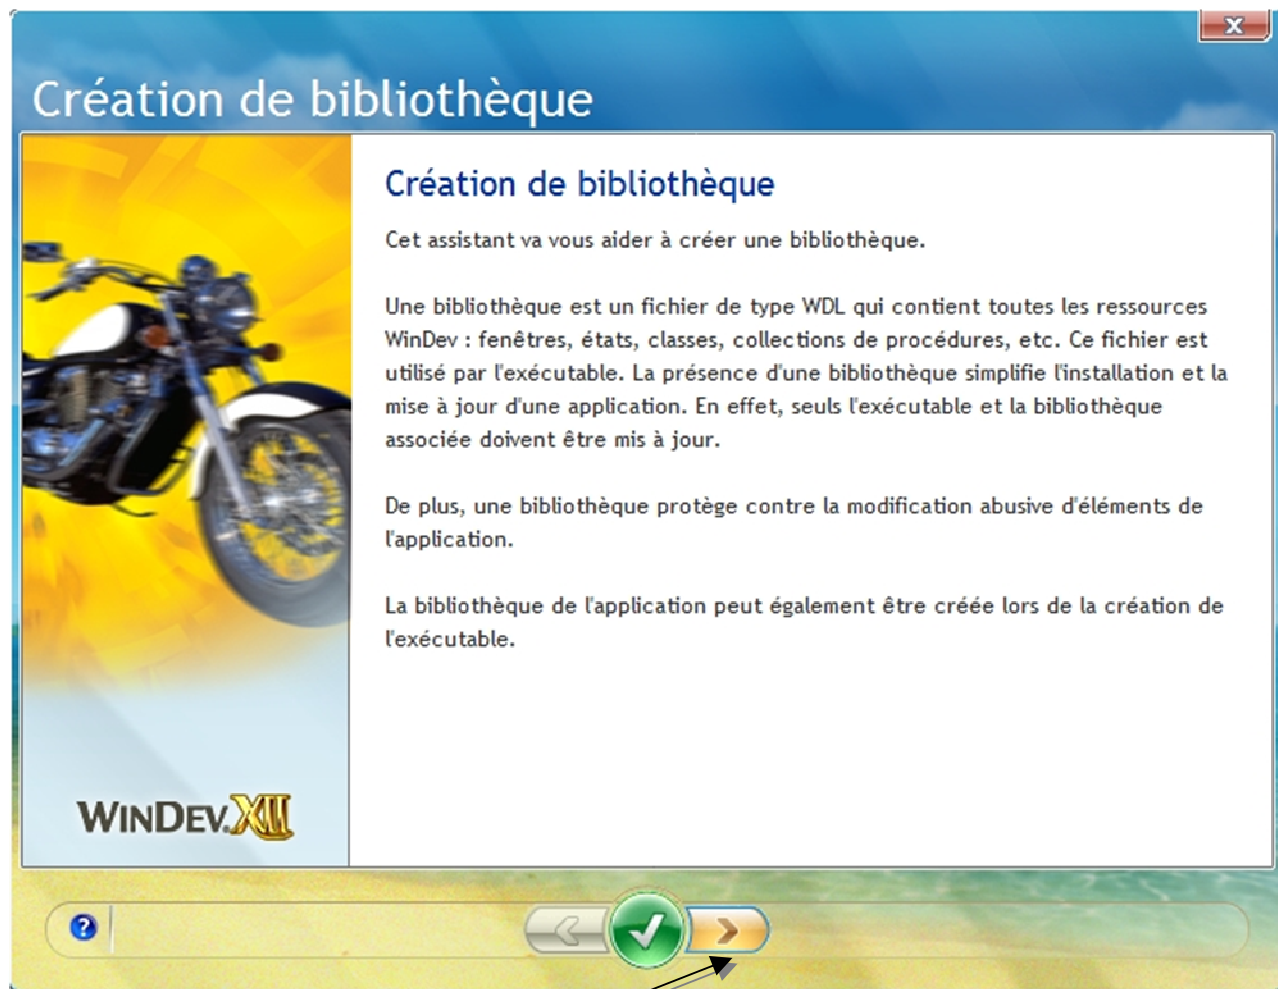 X
Création de bibliothèque
Création de bibliothèque
Cet assistant va vous aider à créer une bibliothèque.
Une bibliothèque est un fichier de type WDL qui contient toutes les ressources
WinDev : fenêtres, états, classes, collections de procédures, etc. Ce fichier est
utilisé par l'exécutable. La présence d'une bibliothèque simplifie l'installation et la
mise à jour d'une application. En effet, seuls l'exécutable et la bibliothèque
associée doivent être mis à jour.
De plus, une bibliothèque protège contre la modification abusive d'éléments de
l'application.
La bibliothèque de l'application peut également être créée lors de la création de
l'exécutable.
WINDEV. XIII
?